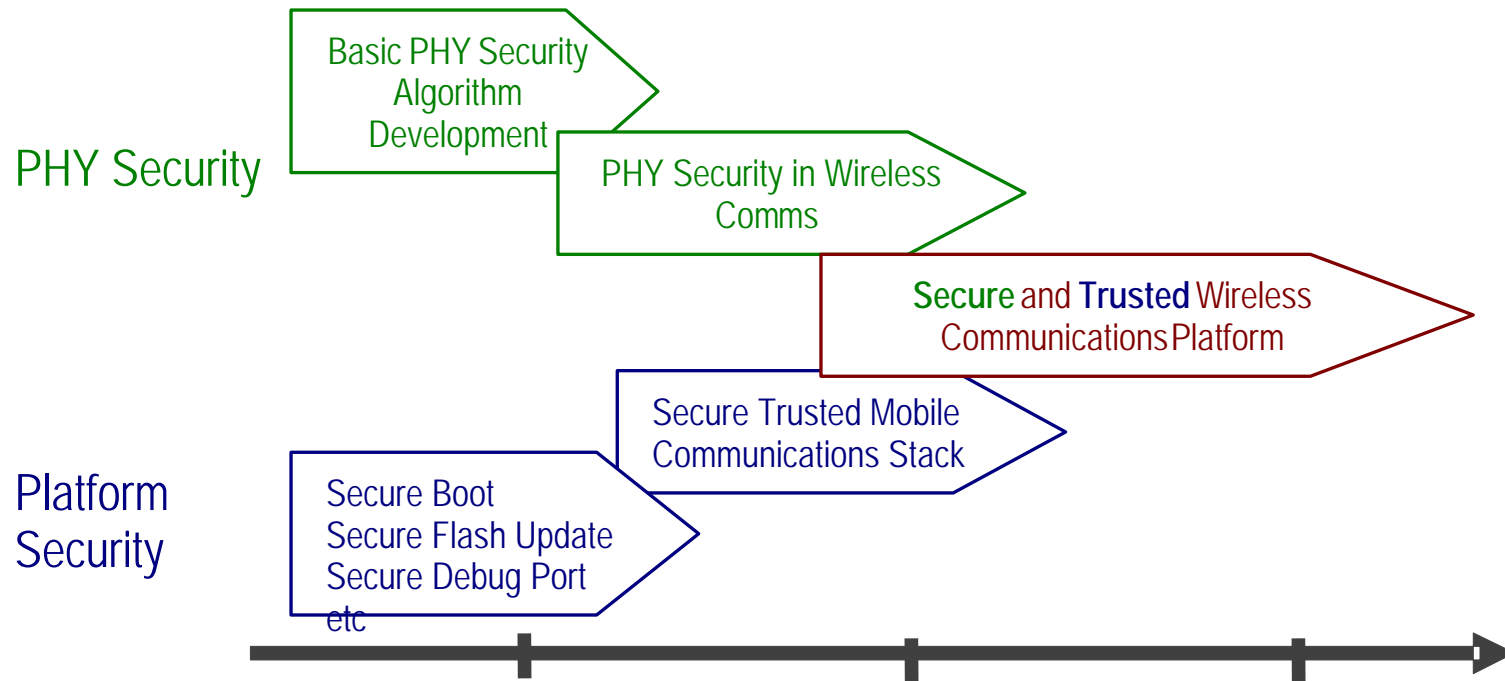 Basic PHY Security
Algorithm
Development
PHY Security
PHY Security in Wireless
Comms
Secure and Trusted Wireless
Communications Platform
Secure Trusted Mobile
Communications Stack
Platform
Security
Secure Boot
Secure Flash Update
Secure Debug Port
etc